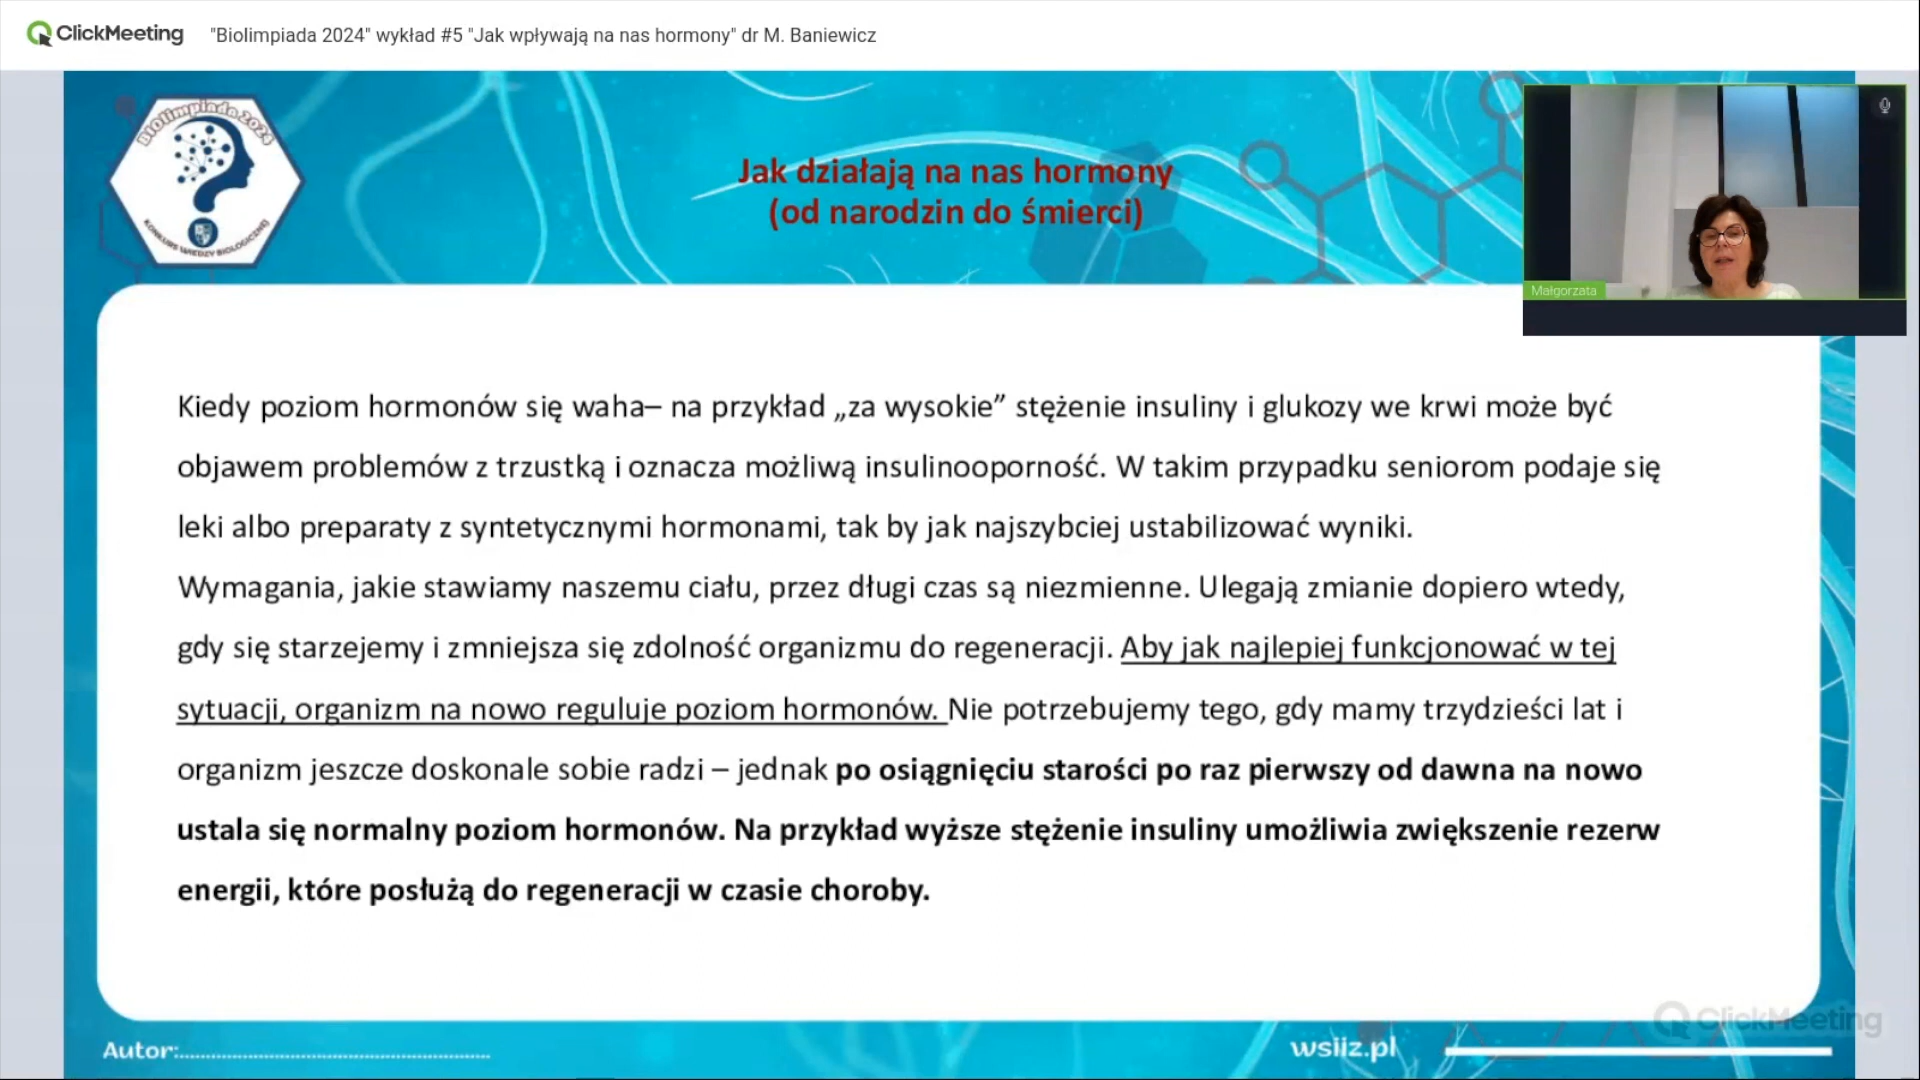 ClickMeeting "Biolimpiada 2024" wykład #5 "Jak wpływają na nas hormony" dr M. Baniewicz
BIOlimpiada 2024
KONKURS WIEDZY BIOLOGICZNEJ
Jak działają na nas hormony
(od narodzin do śmierci)
Małgorzata
Kiedy poziom hormonów się waha– na przykład „za wysokie” stężenie insuliny i glukozy we krwi może być
objawem problemów z trzustką i oznacza możliwą insulinooporność. W takim przypadku seniorom podaje się
leki albo preparaty z syntetycznymi hormonami, tak by jak najszybciej ustabilizować wyniki.
Wymagania, jakie stawiamy naszemu ciału, przez długi czas są niezmienne. Ulegają zmianie dopiero wtedy,
gdy się starzejemy i zmniejsza się zdolność organizmu do regeneracji. Aby jak najlepiej funkcjonować w tej
sytuacji, organizm na nowo reguluje poziom hormonów. Nie potrzebujemy tego, gdy mamy trzydzieści lat i
organizm jeszcze doskonale sobie radzi – jednak po osiągnięciu starości po raz pierwszy od dawna na nowo
ustala się normalny poziom hormonów. Na przykład wyższe stężenie insuliny umożliwia zwiększenie rezerw
energii, które posłużą do regeneracji w czasie choroby.
ClickMeeting
Autor:.....................................................
wsiiz.pl